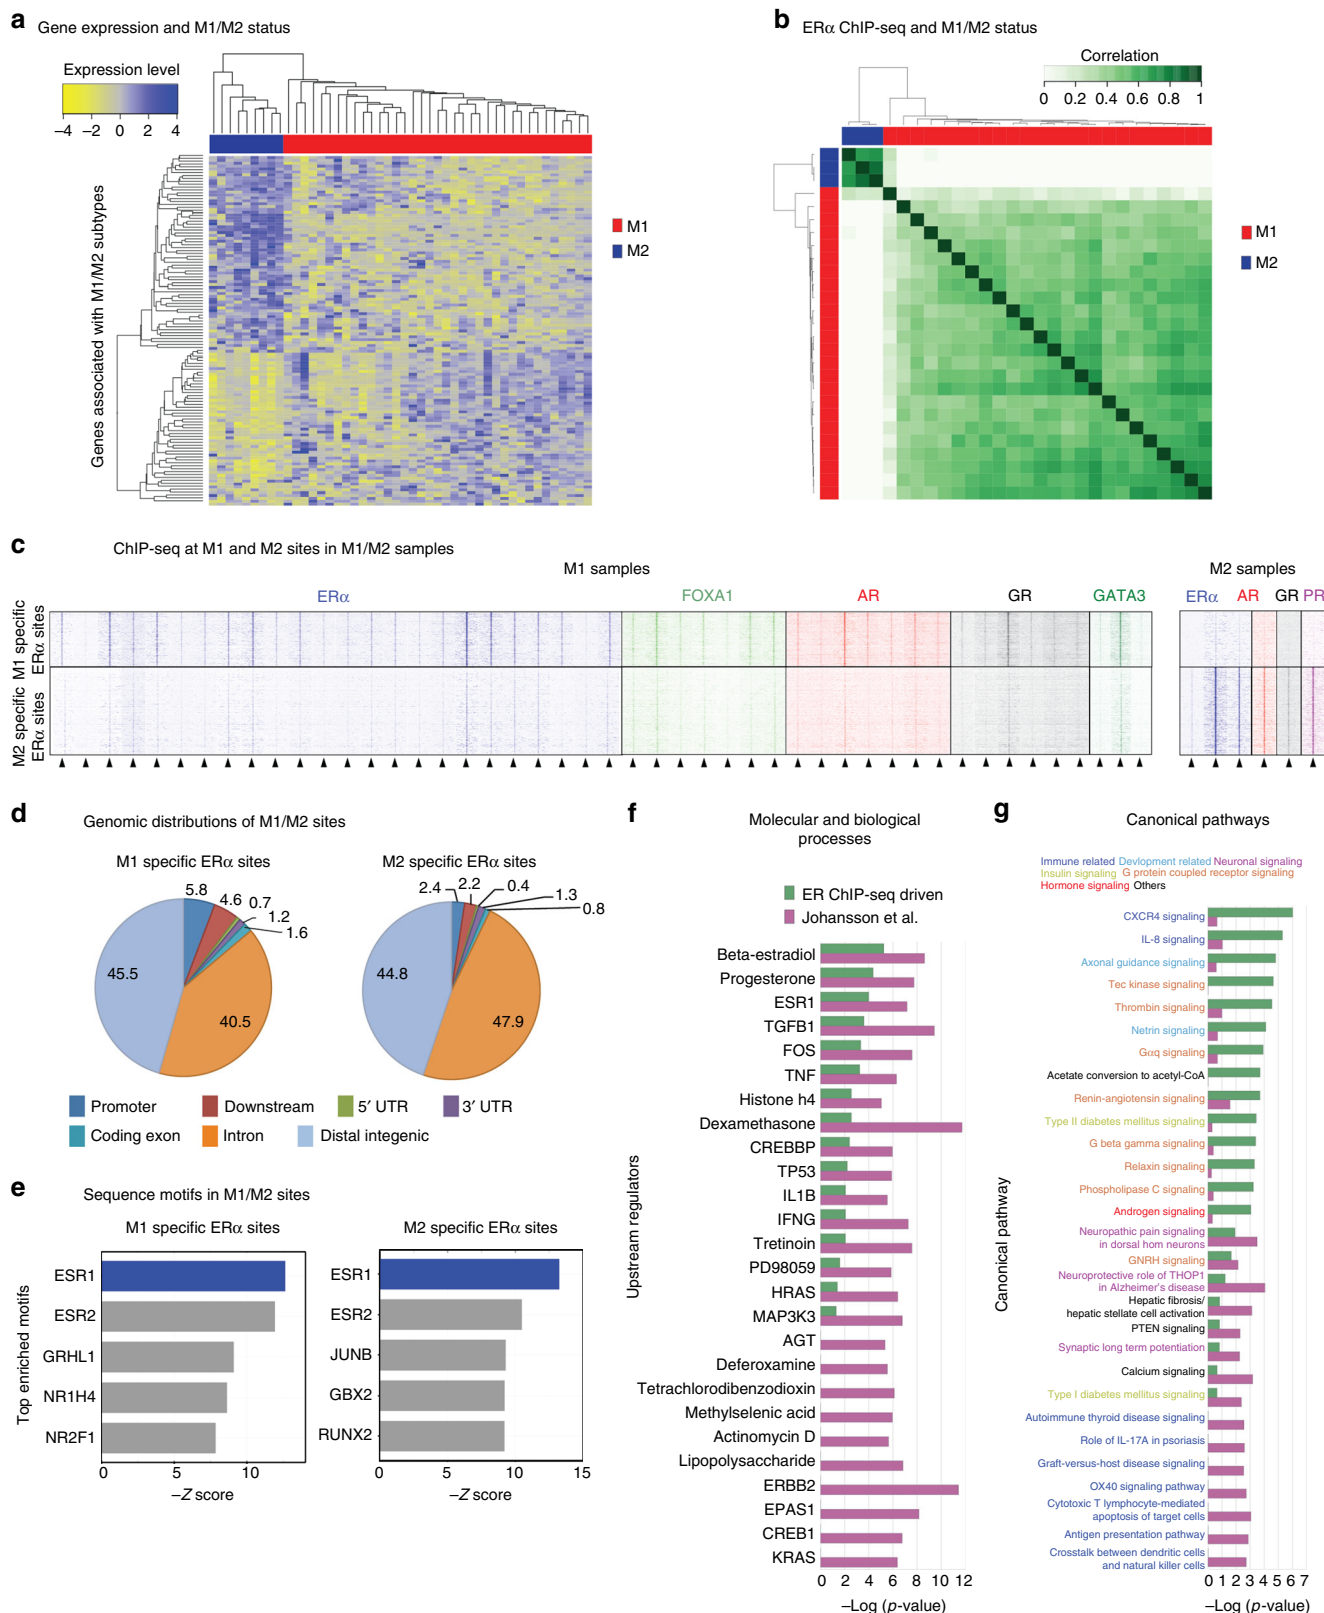 a Gene expression and M1/M2 status
Expression level
−4 −2 0 2 4
Genes associated with M1/M2 subtypes
M1
M2
b ERα ChIP-seq and M1/M2 status
Correlation
0 0.2 0.4 0.6 0.8 1
M1
M2
c ChIP-seq at M1 and M2 sites in M1/M2 samples
M1 samples
M2 samples
ERα FOXA1 AR GR GATA3
ERα AR GR PR
M1 specific
ERα sites
M2 specific
ERα sites
d Genomic distributions of M1/M2 sites
M1 specific ERα sites
5.8
4.6
0.7
1.2
1.6
45.5
40.5
M2 specific ERα sites
2.4
2.2
0.4
1.3
0.8
44.8
47.9
Promoter Downstream 5′ UTR 3′ UTR
Coding exon Intron Distal integenic
e Sequence motifs in M1/M2 sites
M1 specific ERα sites
Top enriched motifs
ESR1
ESR2
GRHL1
NR1H4
NR2F1
0 5 10
−Z score
M2 specific ERα sites
ESR1
ESR2
JUNB
GBX2
RUNX2
0 5 10 15
−Z score
f Molecular and biological
processes
ER ChIP-seq driven
Johansson et al.
Upstream regulators
Beta-estradiol
Progesterone
ESR1
TGFB1
FOS
TNF
Histone h4
Dexamethasone
CREBBP
TP53
IL1B
IFNG
Tretinoin
PD98059
HRAS
MAP3K3
AGT
Deferoxamine
Tetrachlorodibenzodioxin
Methylselenic acid
Actinomycin D
Lipopolysaccharide
ERBB2
EPAS1
CREB1
KRAS
0 2 4 6 8 10 12
−Log (p-value)
g Canonical pathways
Immune related Devlopment related Neuronal signaling
Insulin signaling G protein coupled receptor signaling
Hormone signaling Others
Canonical pathway
CXCR4 signaling
IL-8 signaling
Axonal guidance signaling
Tec kinase signaling
Thrombin signaling
Netrin signaling
Gαq signaling
Acetate conversion to acetyl-CoA
Renin-angiotensin signaling
Type II diabetes mellitus signaling
G beta gamma signaling
Relaxin signaling
Phospholipase C signaling
Androgen signaling
Neuropathic pain signaling
in dorsal horn neurons
GNRH signaling
Neuroprotective role of THOP1
in Alzheimer's disease
Hepatic fibrosis/
hepatic stellate cell activation
PTEN signaling
Synaptic long term potentiation
Calcium signaling
Type I diabetes mellitus signaling
Autoimmune thyroid disease signaling
Role of IL-17A in psoriasis
Graft-versus-host disease signaling
OX40 signaling pathway
Cytotoxic T lymphocyte-mediated
apoptosis of target cells
Antigen presentation pathway
Crosstalk between dendritic cells
and natural killer cells
0 1 2 3 4 5 6 7
−Log (p-value)